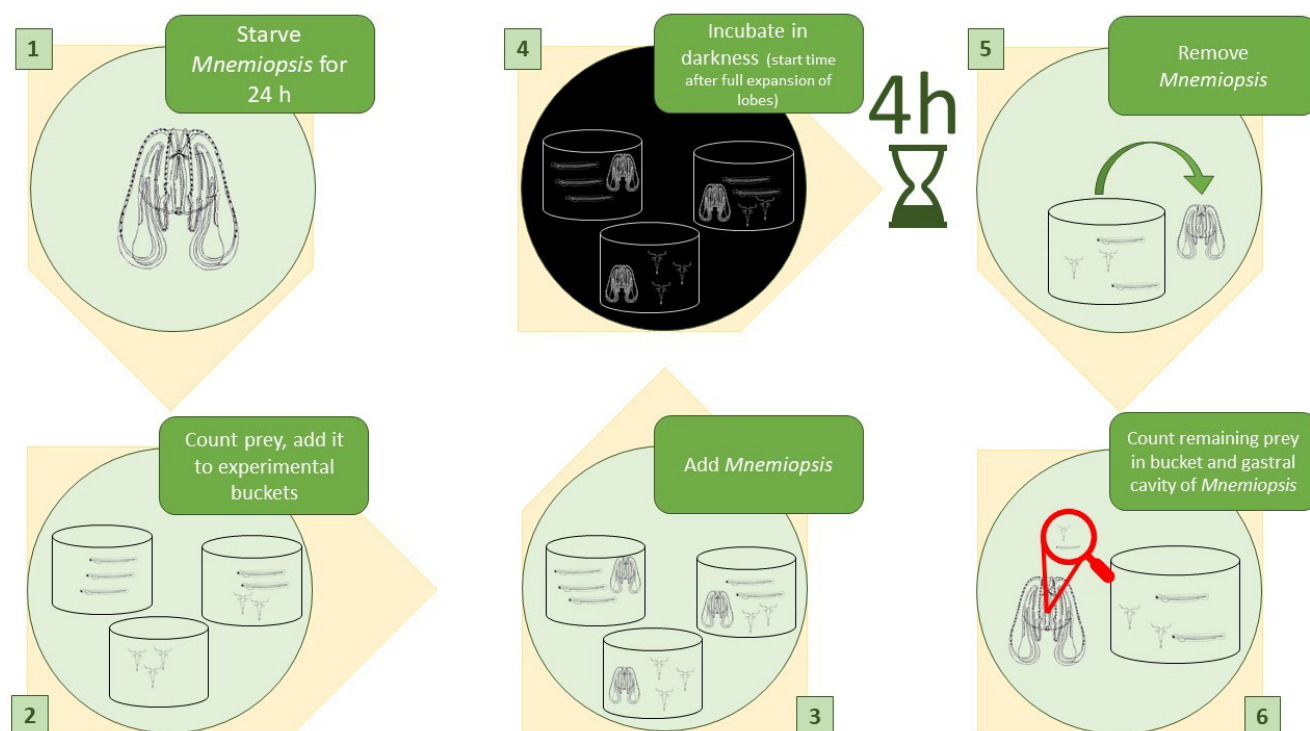 1
Starve
Mnemiopsis for
24 h
2
Count prey, add it
to experimental
buckets
3
Add Mnemiopsis
4
Incubate in
darkness (start time
after full expansion of
lobes)
4h
5
Remove
Mnemiopsis
6
Count remaining prey
in bucket and gastral
cavity of Mnemiopsis